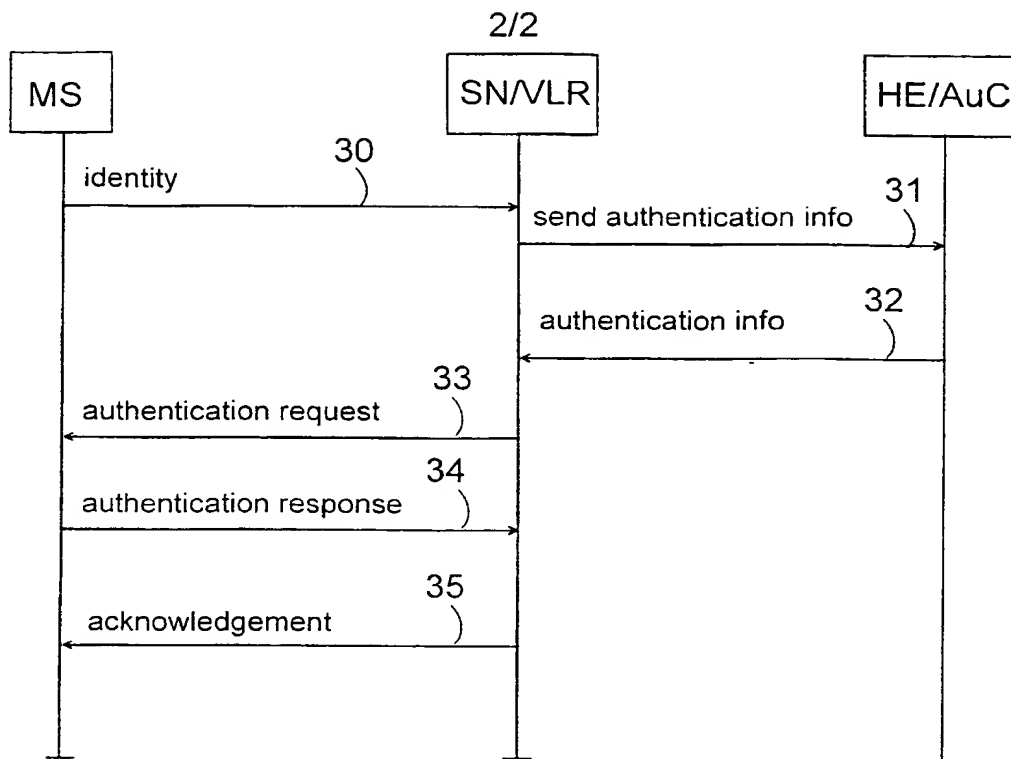 2/2
MS
SN/VLR
HE/AuC
30
identity
31
send authentication info
32
authentication info
33
authentication request
34
authentication response
35
acknowledgement